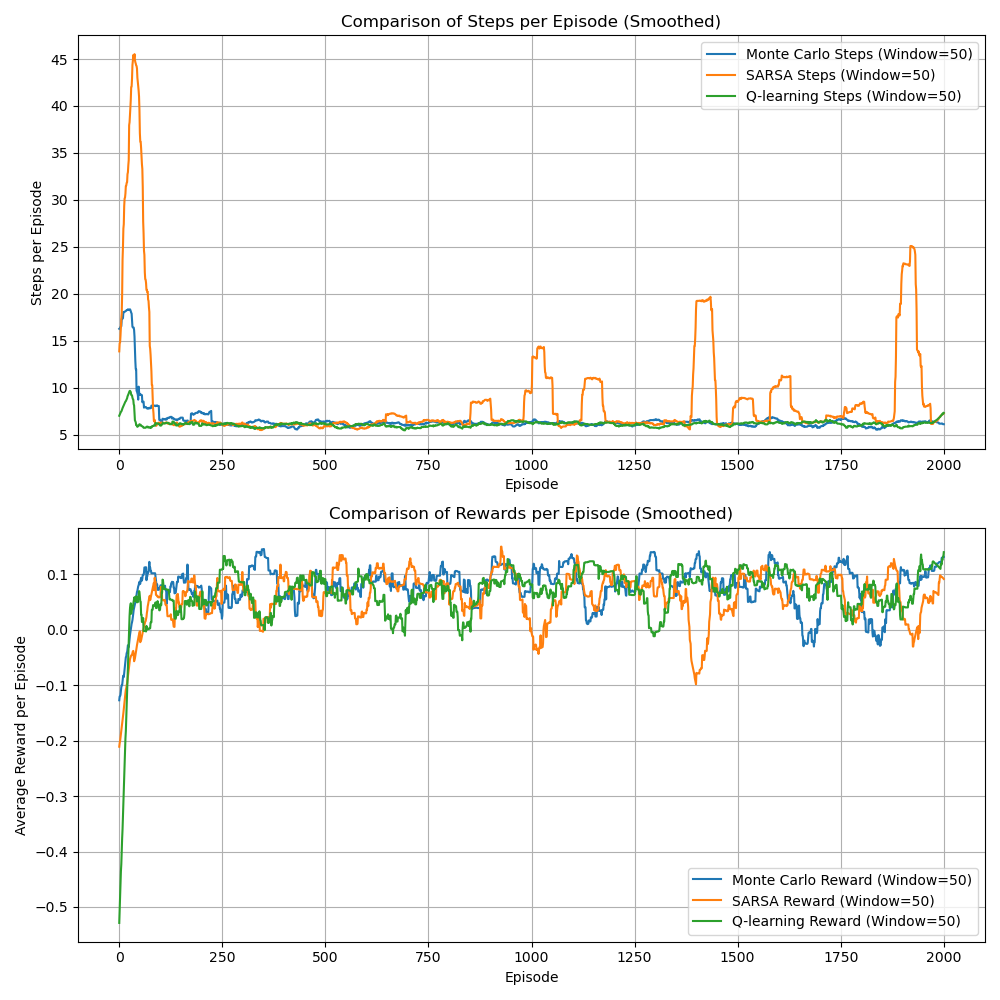 Comparison of Steps per Episode (Smoothed)
Monte Carlo Steps (Window=50)
SARSA Steps (Window=50)
Q-learning Steps (Window=50)
45
40
35
30
25
20
15
10
5
Steps per Episode
0
250
500
750
1000
1250
1500
1750
2000
Episode
Comparison of Rewards per Episode (Smoothed)
0.1
0.0
−0.1
−0.2
−0.3
−0.4
−0.5
Average Reward per Episode
Monte Carlo Reward (Window=50)
SARSA Reward (Window=50)
Q-learning Reward (Window=50)
0
250
500
750
1000
1250
1500
1750
2000
Episode